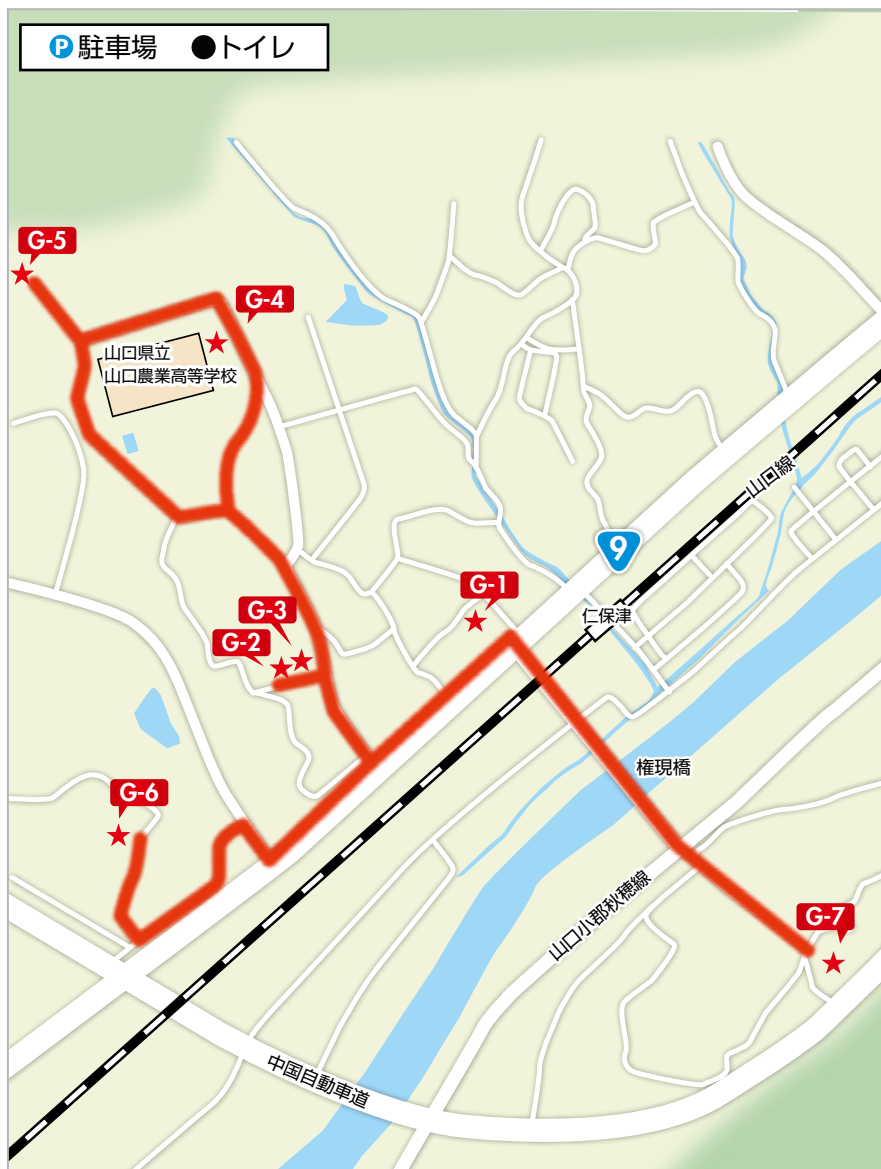 P 駐車場 ●トイレ
G-5
G-4
山口県立
山口農業高等学校
山口線
9
G-1
仁保津
G-3
G-2
権現橋
G-6
山口小郡秋穂線
G-7
中国自動車道